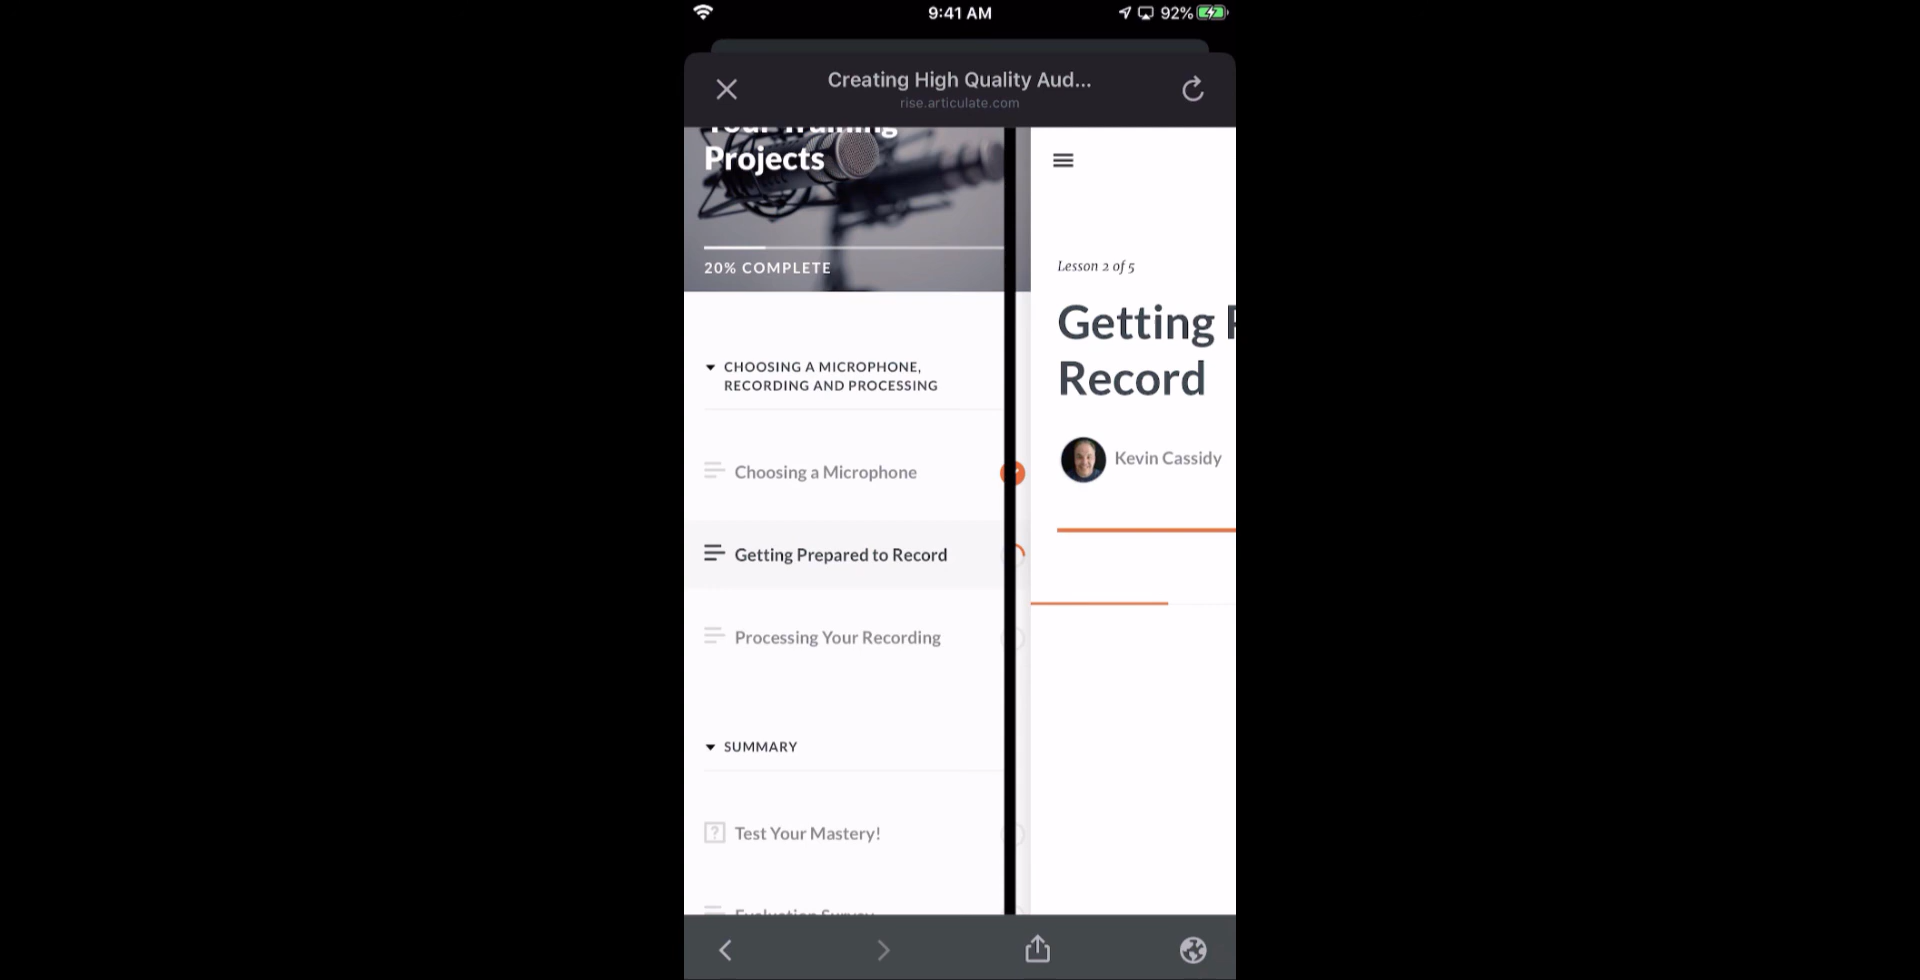 9:41 AM
92%
Creating High Quality Aud...
rise.articulate.com
Your Training
Projects
20% COMPLETE
CHOOSING A MICROPHONE,
RECORDING AND PROCESSING
Choosing a Microphone
Getting Prepared to Record
Processing Your Recording
SUMMARY
Test Your Mastery!
Evaluation Survey
Lesson 2 of 5
Getting P
Record
Kevin Cassidy